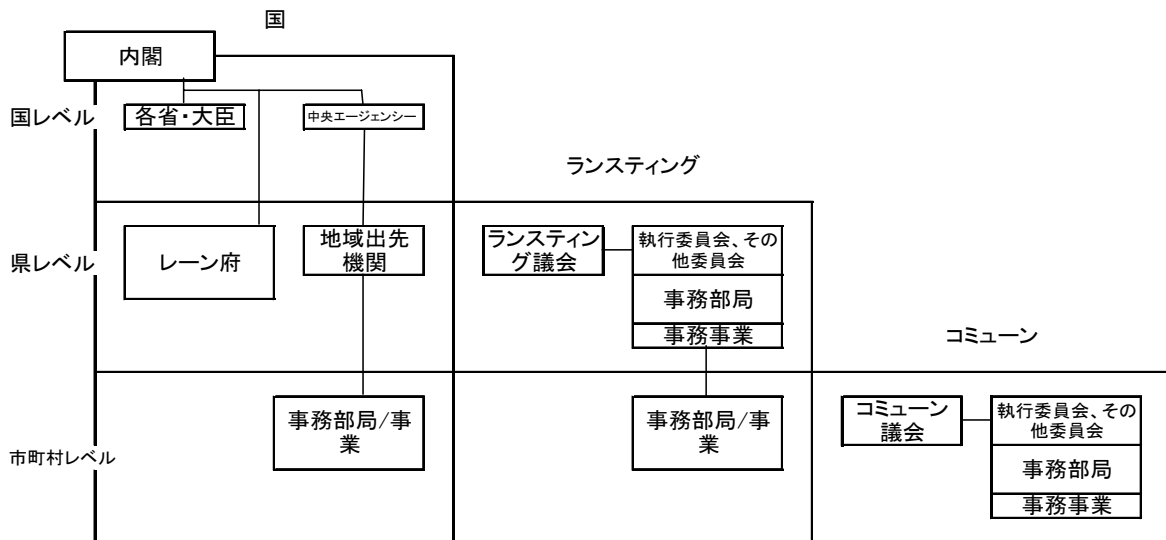 国
内閣
国レベル
各省・大臣
中央エージェンシー
ランスティング
県レベル
レーン府
地域出先
機関
ランスティン
グ議会
執行委員会、その
他委員会
事務部局
事務事業
コミューン
市町村レベル
事務部局/事
業
事務部局/事
業
コミューン
議会
執行委員会、その
他委員会
事務部局
事務事業